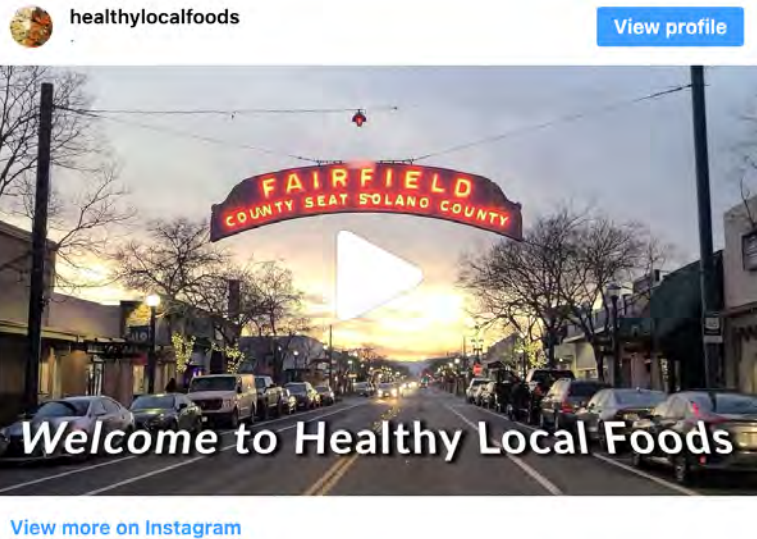 healthylocalfoods
View profile
FAIRFIELD
COUNTY SEAT SOLANO COUNTY
Welcome to Healthy Local Foods
View more on Instagram